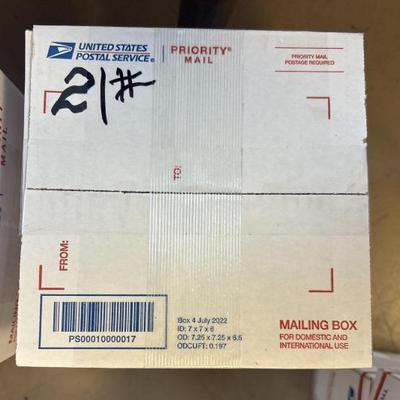 UNITED STATES
POSTAL SERVICE®
PRIORITY®
MAIL
PRIORITY MAIL
POSTAGE REQUIRED
21#
TO:
FROM:
PS00010000017
Box 4 July 2022
ID: 7 x 7 x 6
OD: 7.25 x 7.25 x 6.5
ODCUFT: 0.197
MAILING BOX
FOR DOMESTIC AND
INTERNATIONAL USE